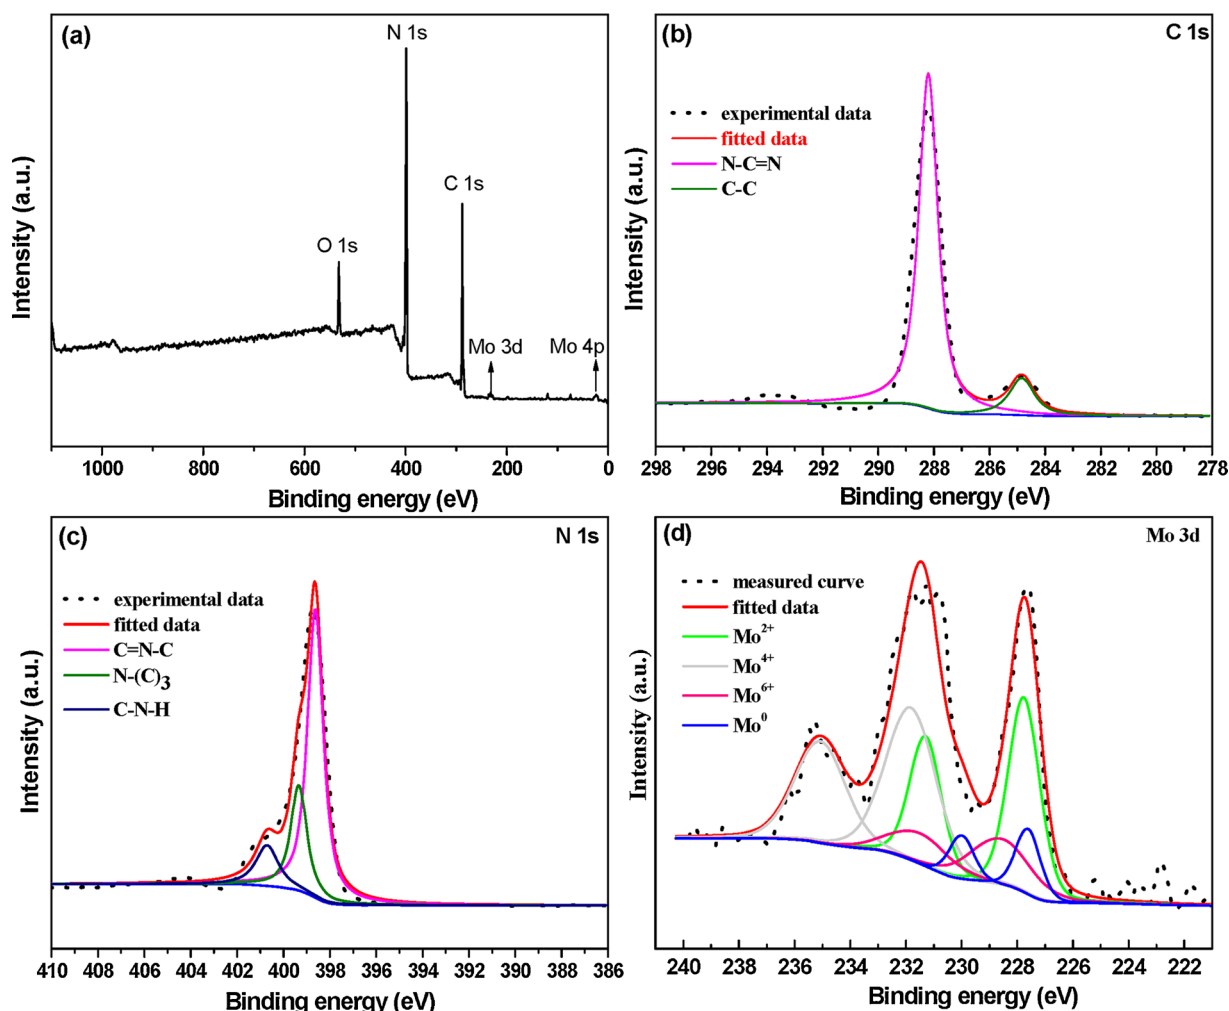 (a)
N 1s
C 1s
O 1s
Mo 3d
Mo 4p
Intensity (a.u.)
1000 800 600 400 200 0
Binding energy (eV)
(b)
C 1s
experimental data
fitted data
N-C=N
C-C
Intensity (a.u.)
298 296 294 292 290 288 286 284 282 280 278
Binding energy (eV)
(c)
N 1s
experimental data
fitted data
C=N-C
N-(C)₃
C-N-H
Intensity (a.u.)
410 408 406 404 402 400 398 396 394 392 390 388 386
Binding energy (eV)
(d)
Mo 3d
measured curve
fitted data
Mo²⁺
Mo⁴⁺
Mo⁶⁺
Mo⁰
Intensity (a.u.)
240 238 236 234 232 230 228 226 224 222
Binding energy (eV)